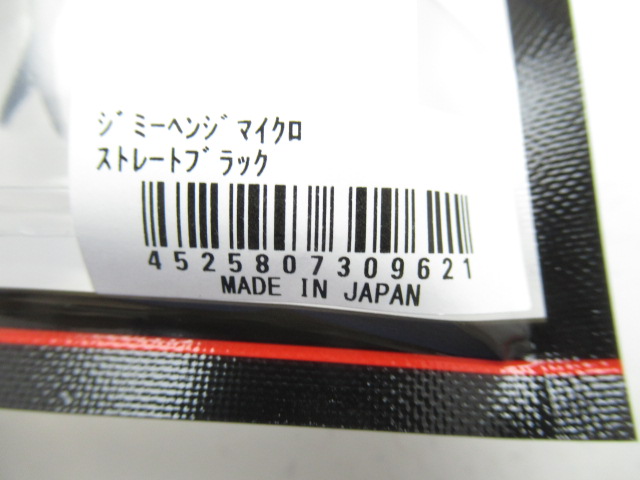 ｼﾞﾐｰﾍﾝｼﾞﾏｲｸﾛ
ｽﾄﾚｰﾄﾌﾞﾗｯｸ
4525807309621
MADE IN JAPAN